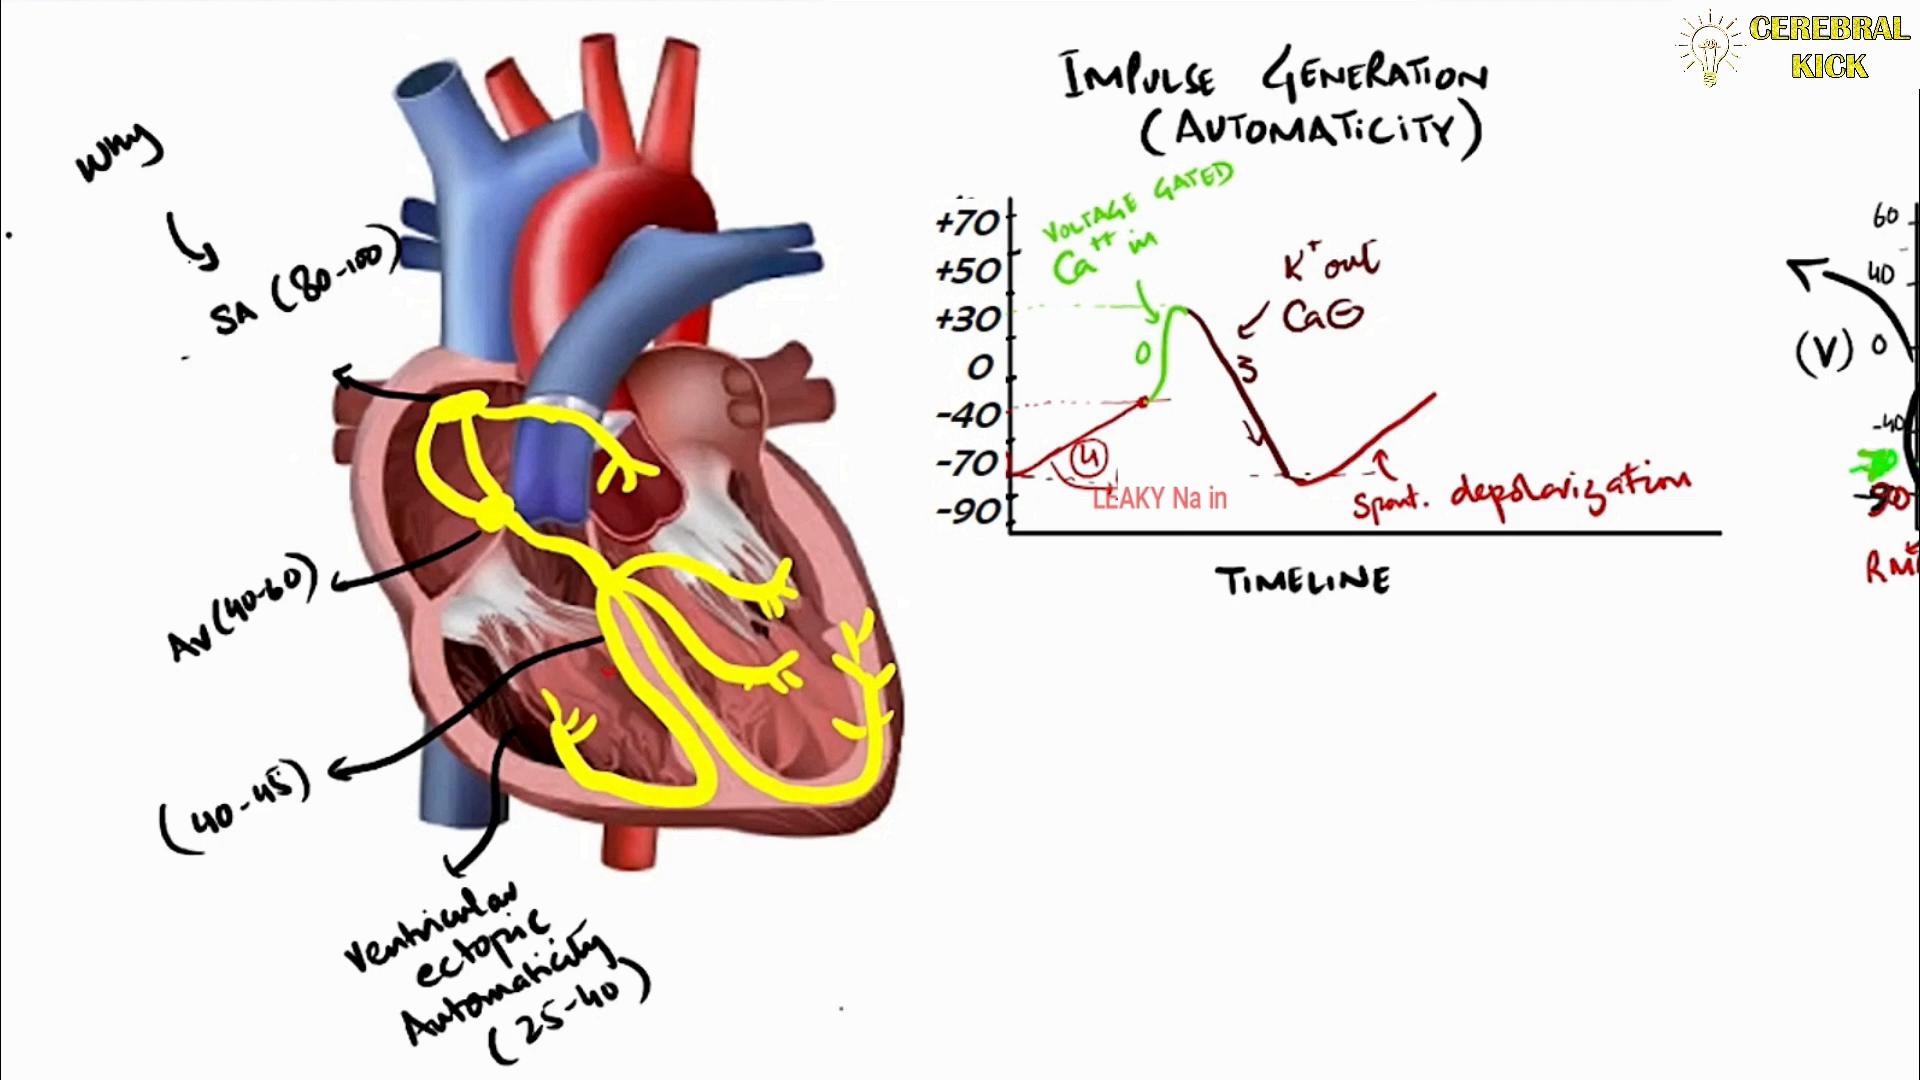 CEREBRAL
KICK
Why
SA (80-100)
AV (40-60)
(40-45)
Ventricular
ectopic
Automaticity
(25-40)
IMPULSE GENERATION
(AUTOMATICITY)
VOLTAGE GATED
Ca++ in
K+ out
Ca⊖
+70
+50
+30
0
-40
-70
-90
0
3
4
LEAKY Na in
Spont. depolarization
TIMELINE
60
40
(V) 0
-40
-90